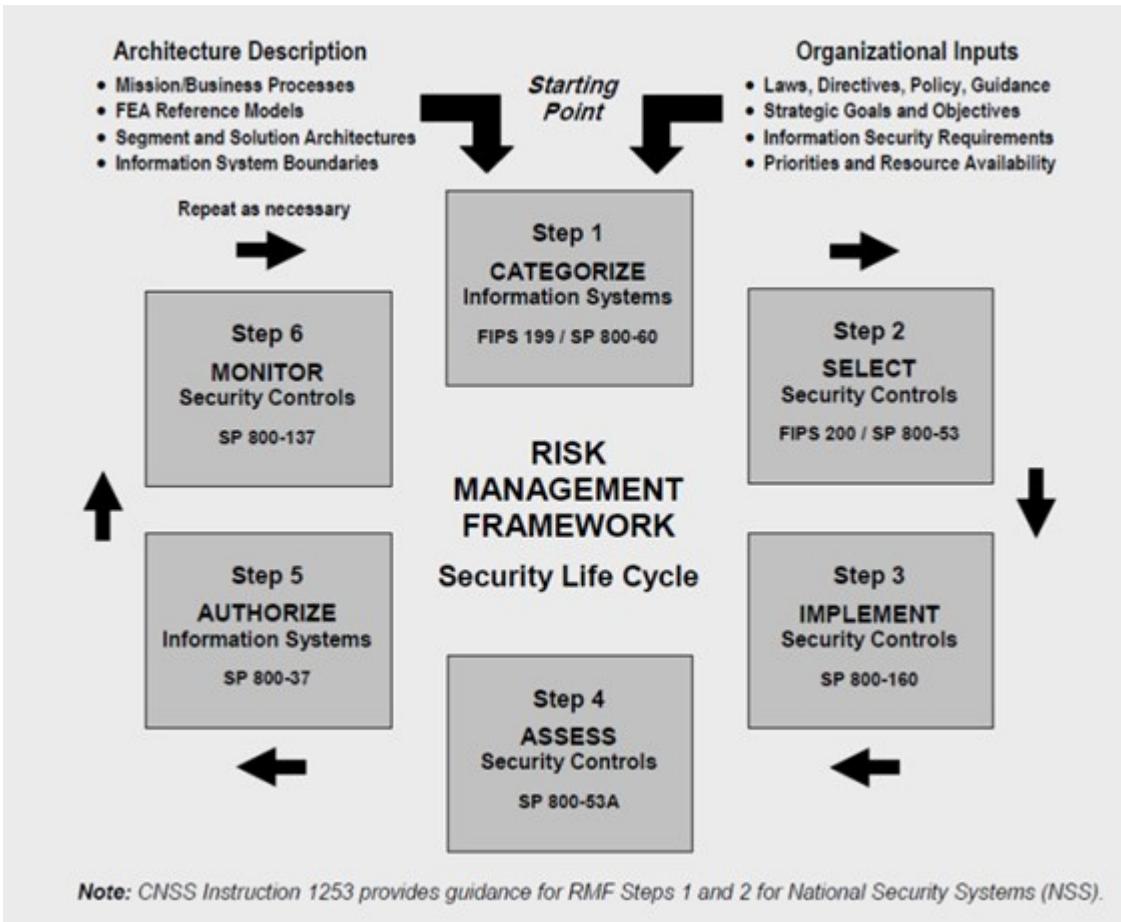 Architecture Description
• Mission/Business Processes
• FEA Reference Models
• Segment and Solution Architectures
• Information System Boundaries
Starting
Point
Organizational Inputs
• Laws, Directives, Policy, Guidance
• Strategic Goals and Objectives
• Information Security Requirements
• Priorities and Resource Availability
Repeat as necessary
Step 1
CATEGORIZE
Information Systems
FIPS 199 / SP 800-60
Step 2
SELECT
Security Controls
FIPS 200 / SP 800-53
Step 3
IMPLEMENT
Security Controls
SP 800-160
Step 4
ASSESS
Security Controls
SP 800-53A
Step 5
AUTHORIZE
Information Systems
SP 800-37
Step 6
MONITOR
Security Controls
SP 800-137
RISK
MANAGEMENT
FRAMEWORK
Security Life Cycle
Note: CNSS Instruction 1253 provides guidance for RMF Steps 1 and 2 for National Security Systems (NSS).